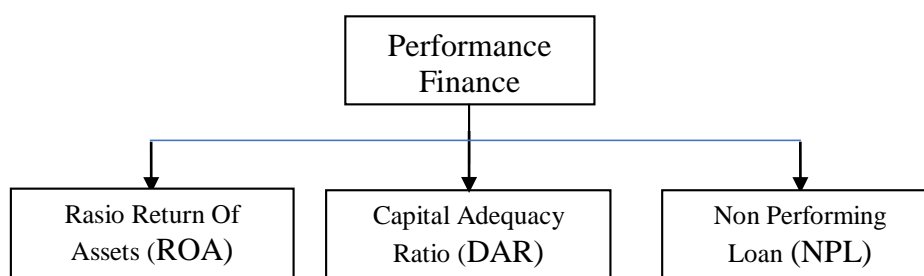 Performance
Finance
Rasio Return Of
Assets (ROA)
Capital Adequacy
Ratio (DAR)
Non Performing
Loan (NPL)